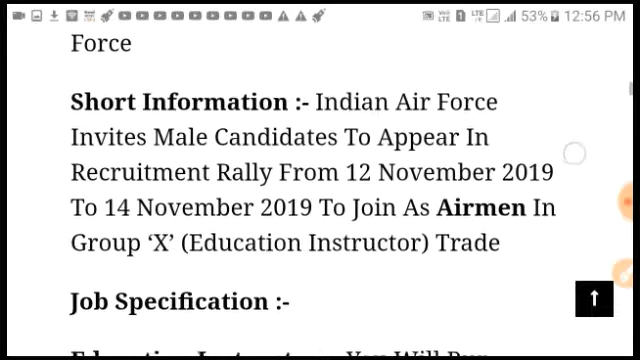 53% 12:56 PM
Force
Short Information :- Indian Air Force
Invites Male Candidates To Appear In
Recruitment Rally From 12 November 2019
To 14 November 2019 To Join As Airmen In
Group ‘X’ (Education Instructor) Trade
Job Specification :-